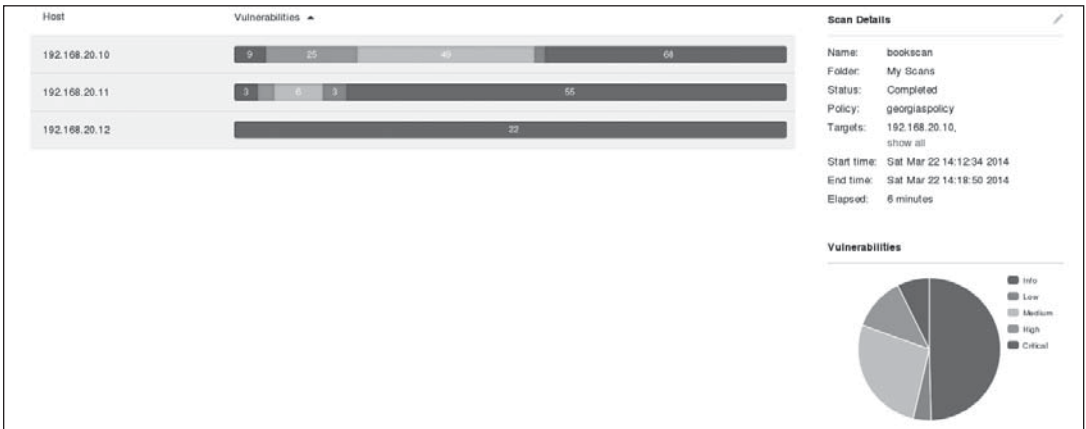 Host Vulnerabilities
192.168.20.10 9 25 49 68
192.168.20.11 3 6 3 55
192.168.20.12 22
Scan Details
Name: bookscan
Folder: My Scans
Status: Completed
Policy: georgiaspolicy
Targets: 192.168.20.10,
show all
Start time: Sat Mar 22 14:12:34 2014
End time: Sat Mar 22 14:18:50 2014
Elapsed: 6 minutes
Vulnerabilities
Info
Low
Medium
High
Critical